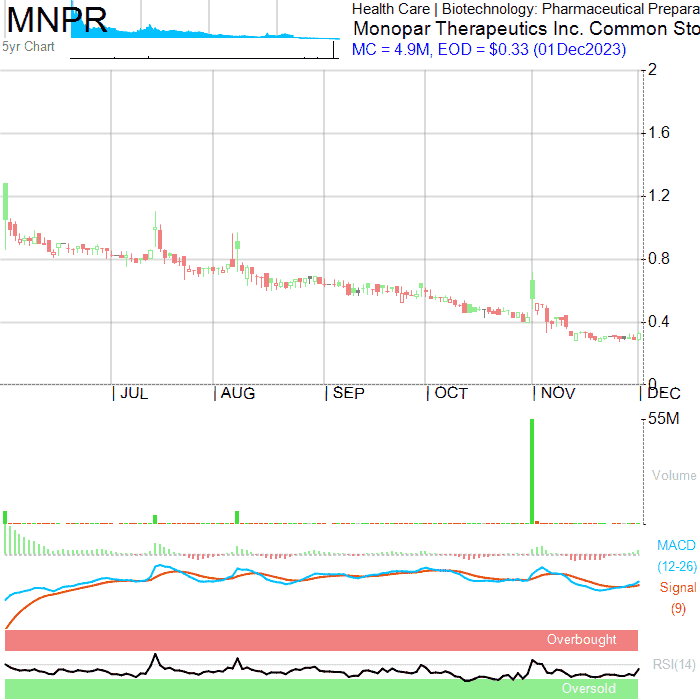 MNPR
5yr Chart
Health Care | Biotechnology: Pharmaceutical Prepara
Monopar Therapeutics Inc. Common Sto
MC = 4.9M, EOD = $0.33 (01Dec2023)
2
1.6
1.2
0.8
0.4
0
JUL AUG SEP OCT NOV DEC
55M
Volume
MACD
(12-26)
Signal
(9)
Overbought
RSI(14)
Oversold